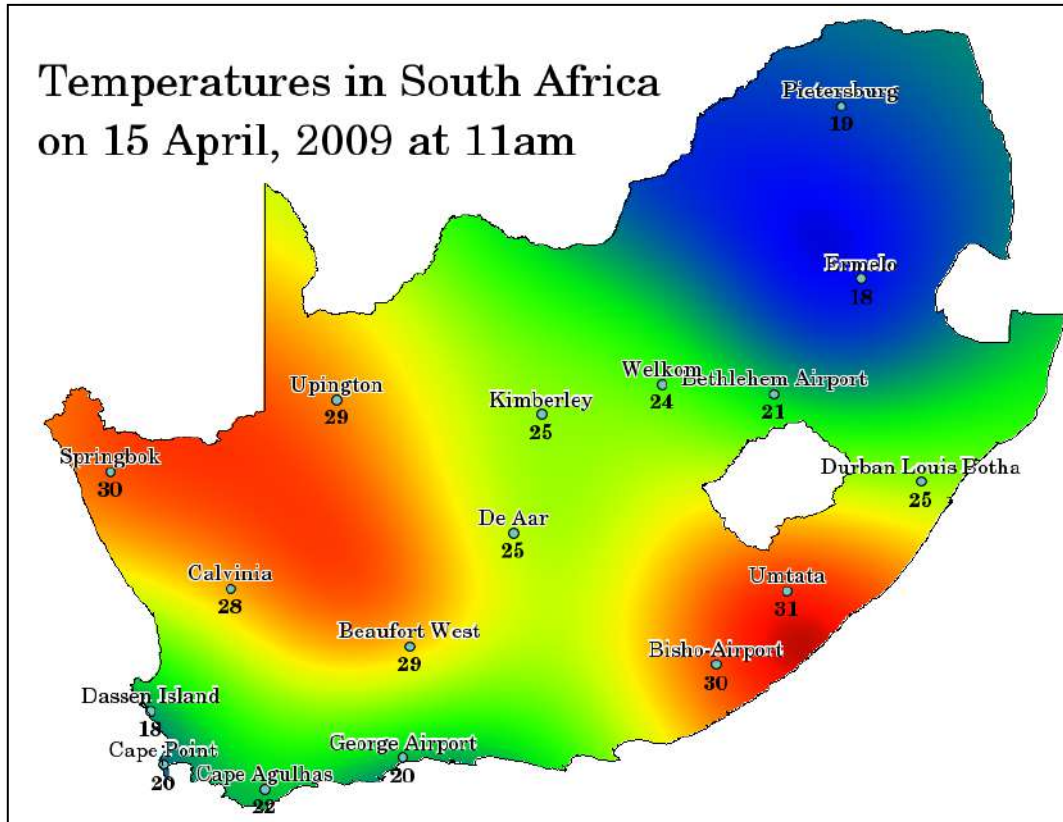 Temperatures in South Africa
on 15 April, 2009 at 11am
Pietersburg
19
Ermelo
18
Welkom
24
Bethlehem Airport
21
Upington
29
Kimberley
25
Springbok
30
Durban Louis Botha
25
De Aar
25
Calvinia
28
Umtata
31
Beaufort West
29
Bisho-Airport
30
Dassen Island
18
Cape Point
20
George Airport
20
Cape Agulhas
22